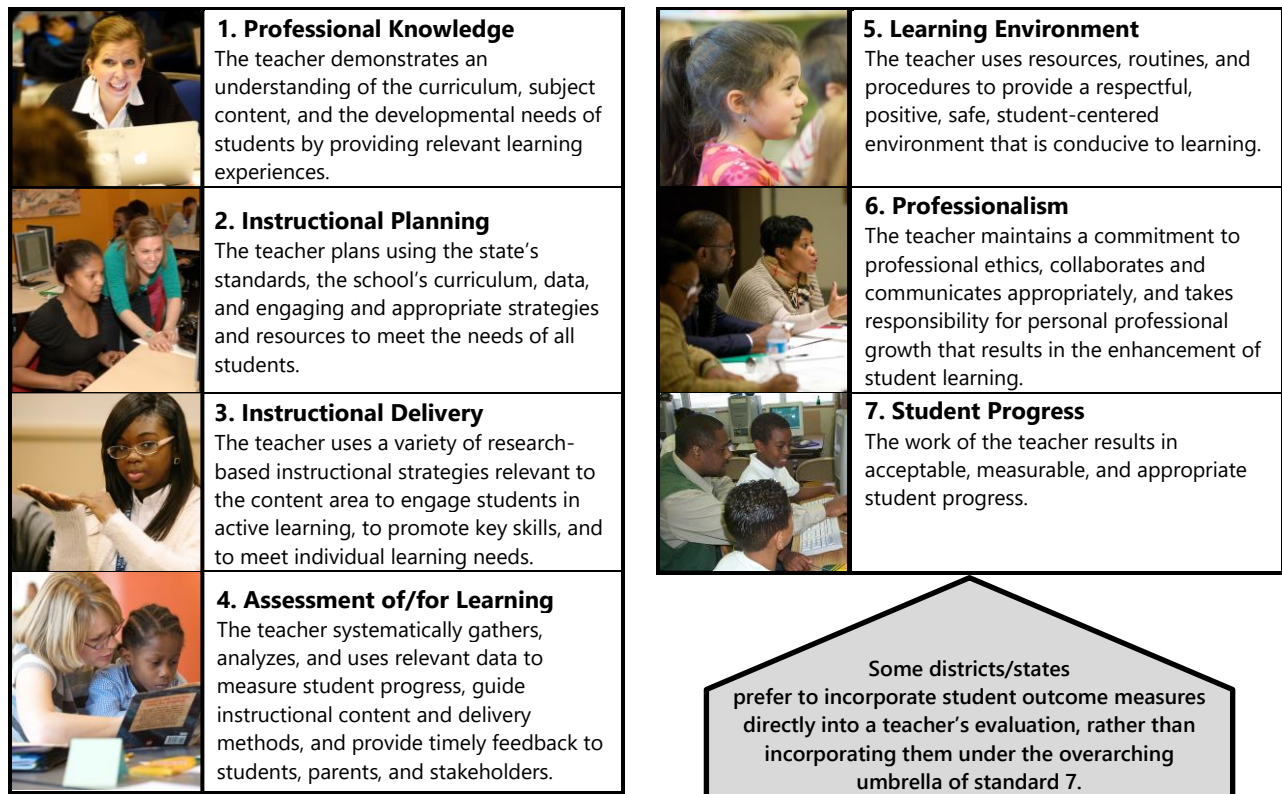 1. Professional Knowledge
The teacher demonstrates an
understanding of the curriculum, subject
content, and the developmental needs of
students by providing relevant learning
experiences.
2. Instructional Planning
The teacher plans using the state’s
standards, the school’s curriculum, data,
and engaging and appropriate strategies
and resources to meet the needs of all
students.
3. Instructional Delivery
The teacher uses a variety of research-
based instructional strategies relevant to
the content area to engage students in
active learning, to promote key skills, and
to meet individual learning needs.
4. Assessment of/for Learning
The teacher systematically gathers,
analyzes, and uses relevant data to
measure student progress, guide
instructional content and delivery
methods, and provide timely feedback to
students, parents, and stakeholders.
5. Learning Environment
The teacher uses resources, routines, and
procedures to provide a respectful,
positive, safe, student-centered
environment that is conducive to learning.
6. Professionalism
The teacher maintains a commitment to
professional ethics, collaborates and
communicates appropriately, and takes
responsibility for personal professional
growth that results in the enhancement of
student learning.
7. Student Progress
The work of the teacher results in
acceptable, measurable, and appropriate
student progress.
Some districts/states
prefer to incorporate student outcome measures
directly into a teacher’s evaluation, rather than
incorporating them under the overarching
umbrella of standard 7.